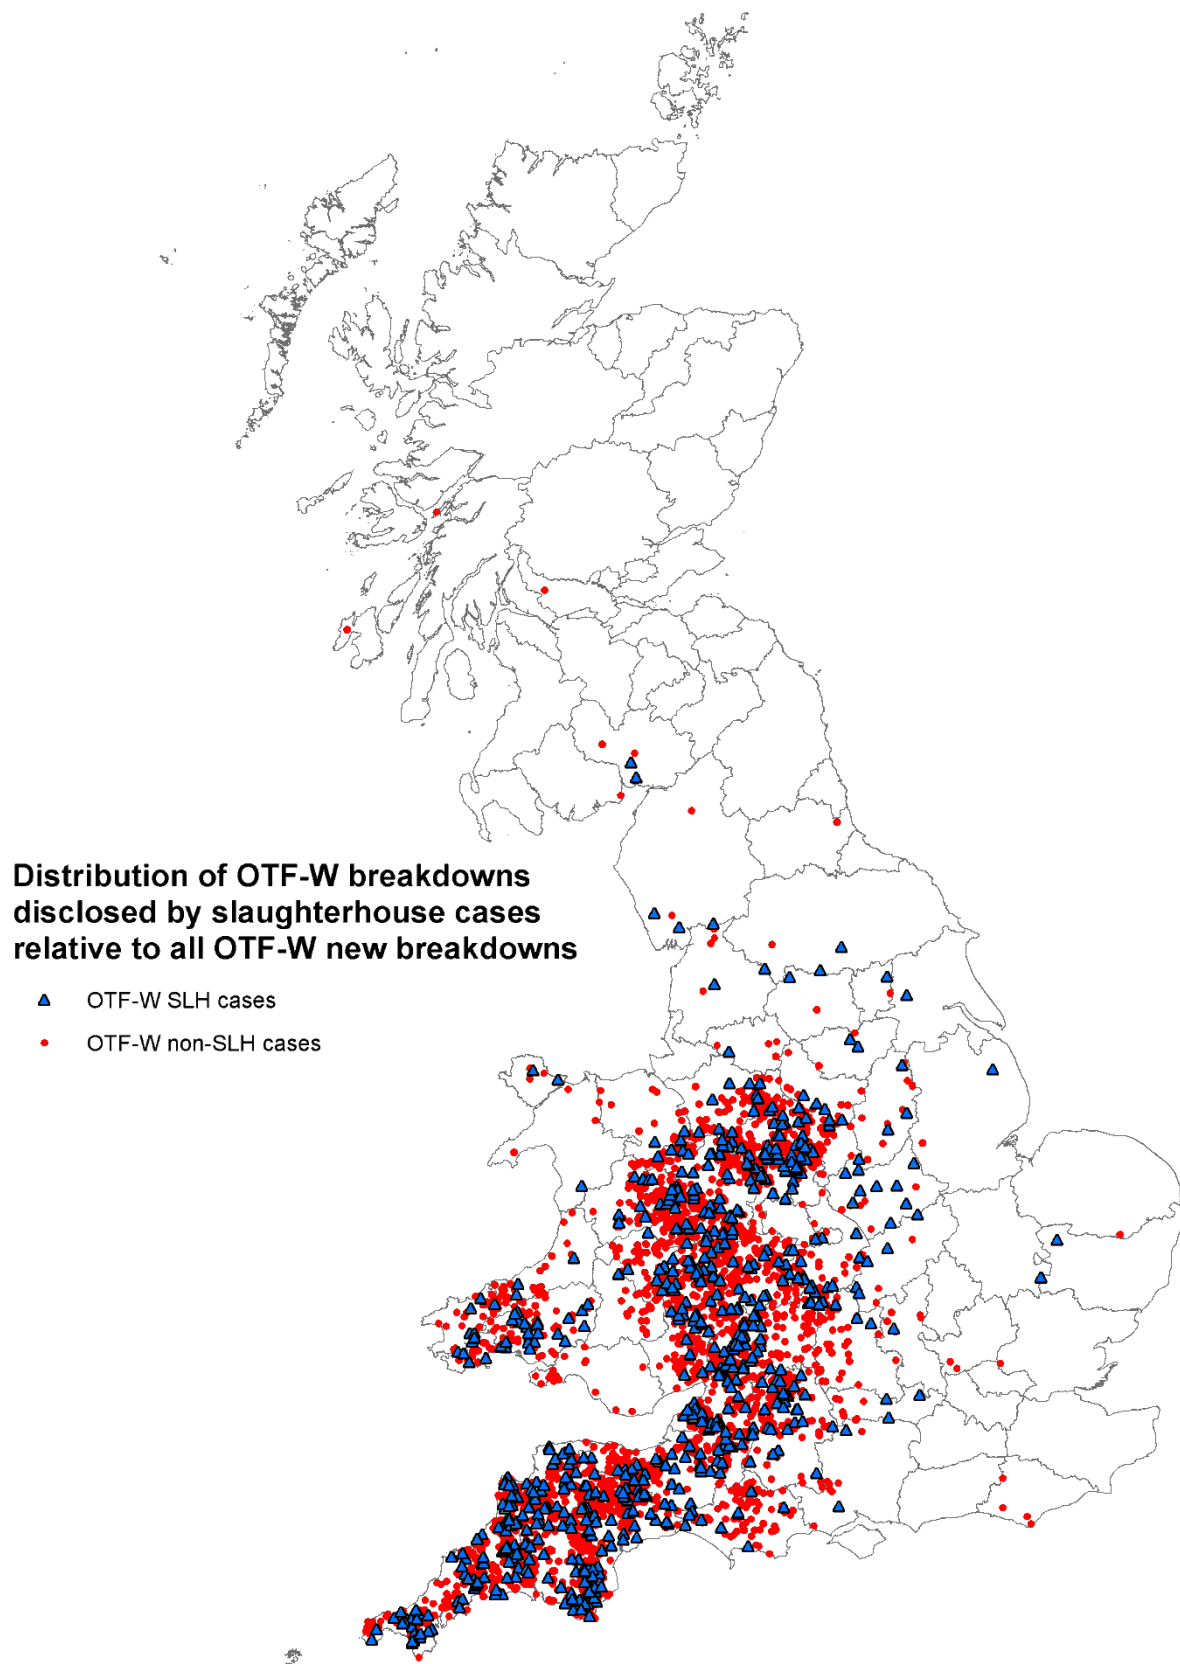 Distribution of OTF-W breakdowns
disclosed by slaughterhouse cases
relative to all OTF-W new breakdowns
OTF-W SLH cases
OTF-W non-SLH cases